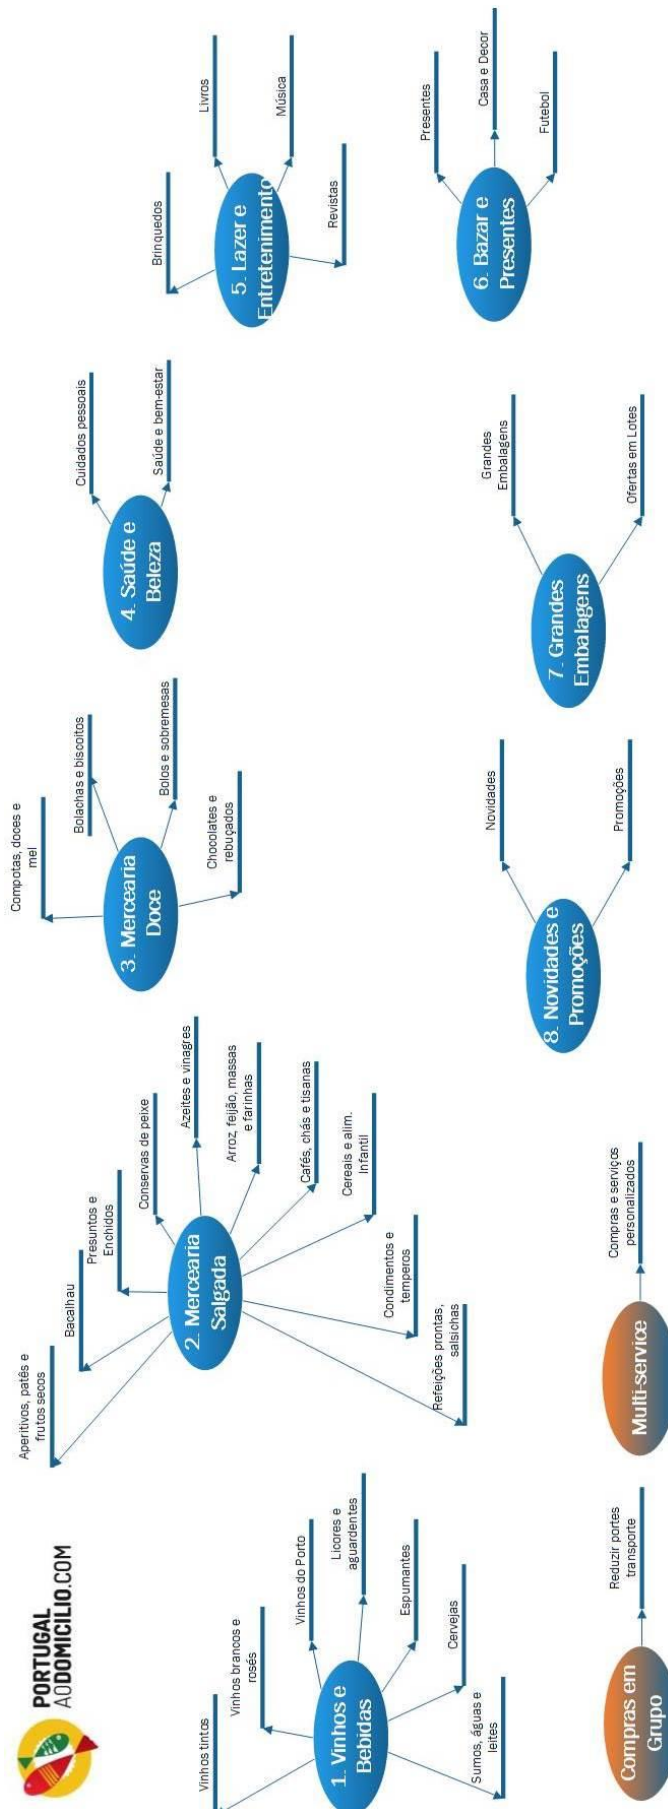 PORTUGAL
AODOMICILIO.COM
1. Vinhos e
Bebidas
Vinhos tintos
Vinhos brancos e
rosés
Vinhos do Porto
Licores e
aguardentes
Espumantes
Cervejas
Sumos, águas e
leites
2. Mercearia
Salgada
Aperitivos, patês e
frutos secos
Bacalhau
Presuntos e
Enchidos
Conservas de peixe
Azeites e vinagres
Arroz, feijão, massas
e farinhas
Cafés, chás e tisanas
Cereais e alim.
Infantil
Condimentos e
temperos
Refeições prontas,
salsichas
3. Mercearia
Doce
Compotas, doces e
mel
Bolachas e biscoitos
Bolos e sobremesas
Chocolates e
rebuçados
4. Saúde e
Beleza
Cuidados pessoais
Saúde e bem-estar
5. Lazer e
Entretenimento
Brinquedos
Livros
Música
Revistas
6. Bazar e
Presentes
Presentes
Casa e Decor
Futebol
7. Grandes
Embalagens
Grandes
Embalagens
Ofertas em Lotes
8. Novidades e
Promoções
Novidades
Promoções
Multi-service
Compras e serviços
personalizados
Compras em
Grupo
Reduzir portes
transporte